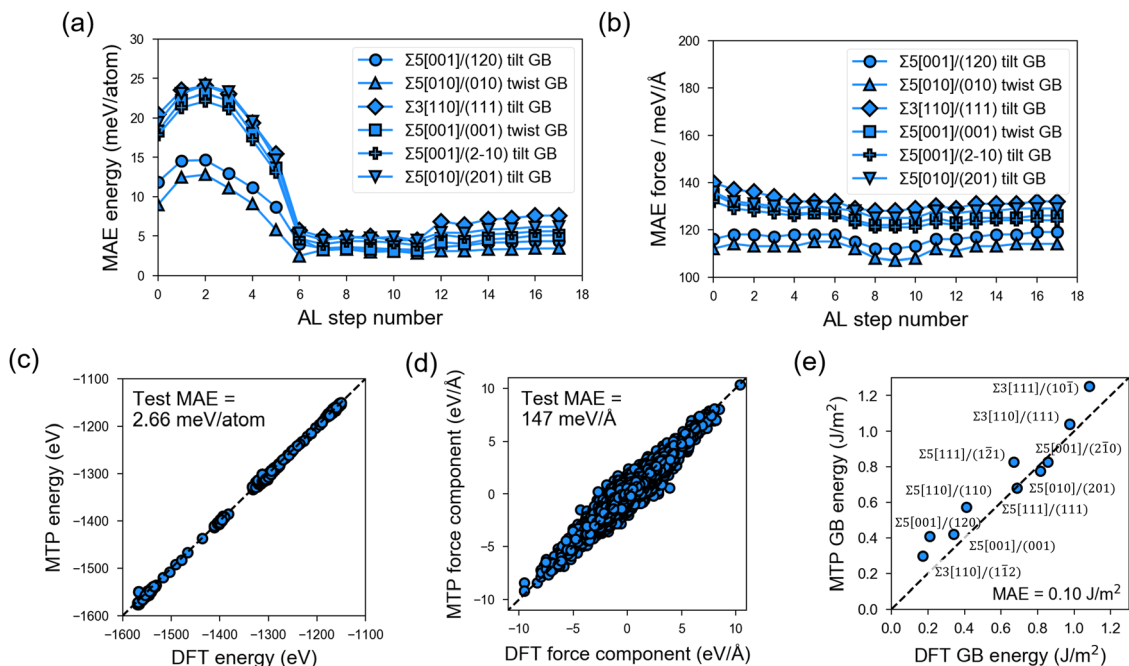 (a)
MAE energy (meV/atom)
30
25
20
15
10
5
0
0 2 4 6 8 10 12 14 16 18
AL step number
Σ5[001]/(120) tilt GB
Σ5[010]/(010) twist GB
Σ3[110]/(111) tilt GB
Σ5[001]/(001) twist GB
Σ5[001]/(2-10) tilt GB
Σ5[010]/(201) tilt GB
(b)
MAE force / meV/Å
200
180
160
140
120
100
0 2 4 6 8 10 12 14 16 18
AL step number
Σ5[001]/(120) tilt GB
Σ5[010]/(010) twist GB
Σ3[110]/(111) tilt GB
Σ5[001]/(001) twist GB
Σ5[001]/(2-10) tilt GB
Σ5[010]/(201) tilt GB
(c)
MTP energy (eV)
−1100
−1200
−1300
−1400
−1500
−1600
−1600 −1500 −1400 −1300 −1200 −1100
DFT energy (eV)
Test MAE =
2.66 meV/atom
(d)
MTP force component (eV/Å)
10
5
0
−5
−10
−10 −5 0 5 10
DFT force component (eV/Å)
Test MAE =
147 meV/Å
(e)
MTP GB energy (J/m²)
1.2
1.0
0.8
0.6
0.4
0.2
0.0
0.0 0.2 0.4 0.6 0.8 1.0 1.2
DFT GB energy (J/m²)
Σ3[111]/(101̅)
Σ3[110]/(111)
Σ5[111]/(12̅1)
Σ5[001]/(21̅0)
Σ5[110]/(110)
Σ5[010]/(201)
Σ5[111]/(111)
Σ5[001]/(120)
Σ5[001]/(001)
Σ3[110]/(11̅2)
MAE = 0.10 J/m²